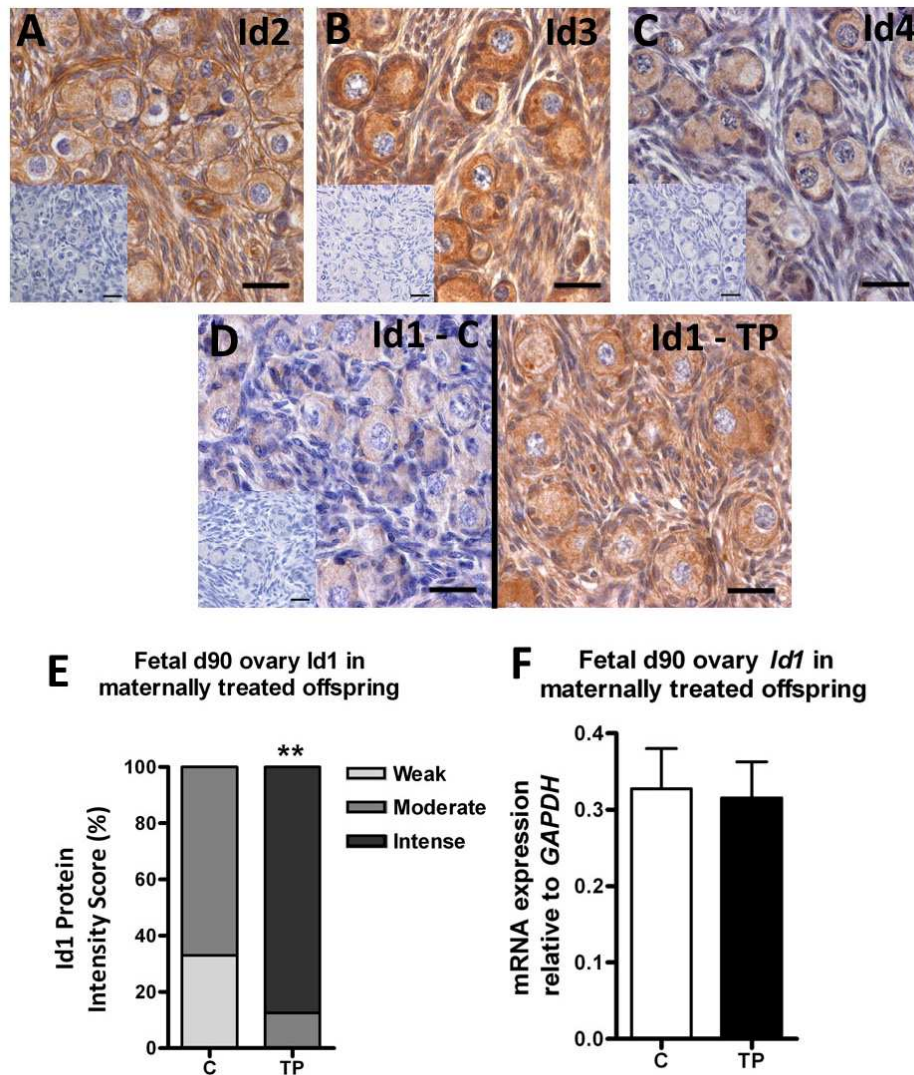 A Id2
B Id3
C Id4
D Id1 - C
Id1 - TP
E Fetal d90 ovary Id1 in
maternally treated offspring
Id1 Protein
Intensity Score (%)
100
80
60
40
20
0
**
C TP
Weak
Moderate
Intense
F Fetal d90 ovary Id1 in
maternally treated offspring
mRNA expression
relative to GAPDH
0.4
0.3
0.2
0.1
0.0
C TP